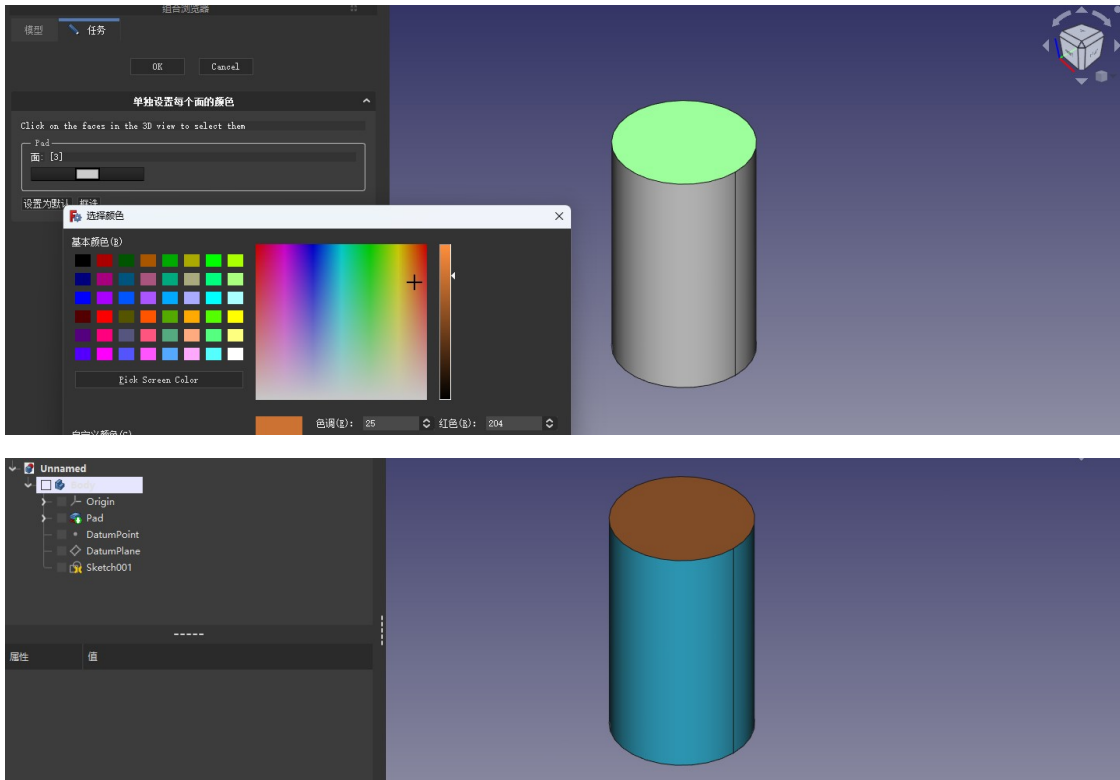 组合浏览器
模型 任务
OK Cancel
单独设置每个面的颜色
Click on the faces in the 3D view to select them
Pad
面: [3]
设置为默认 框选
选择颜色
基本颜色(B)
Pick Screen Color
色调(E): 25 红色(R): 204
自定义颜色(C)
Unnamed
Body
Origin
Pad
DatumPoint
DatumPlane
Sketch001
属性 值